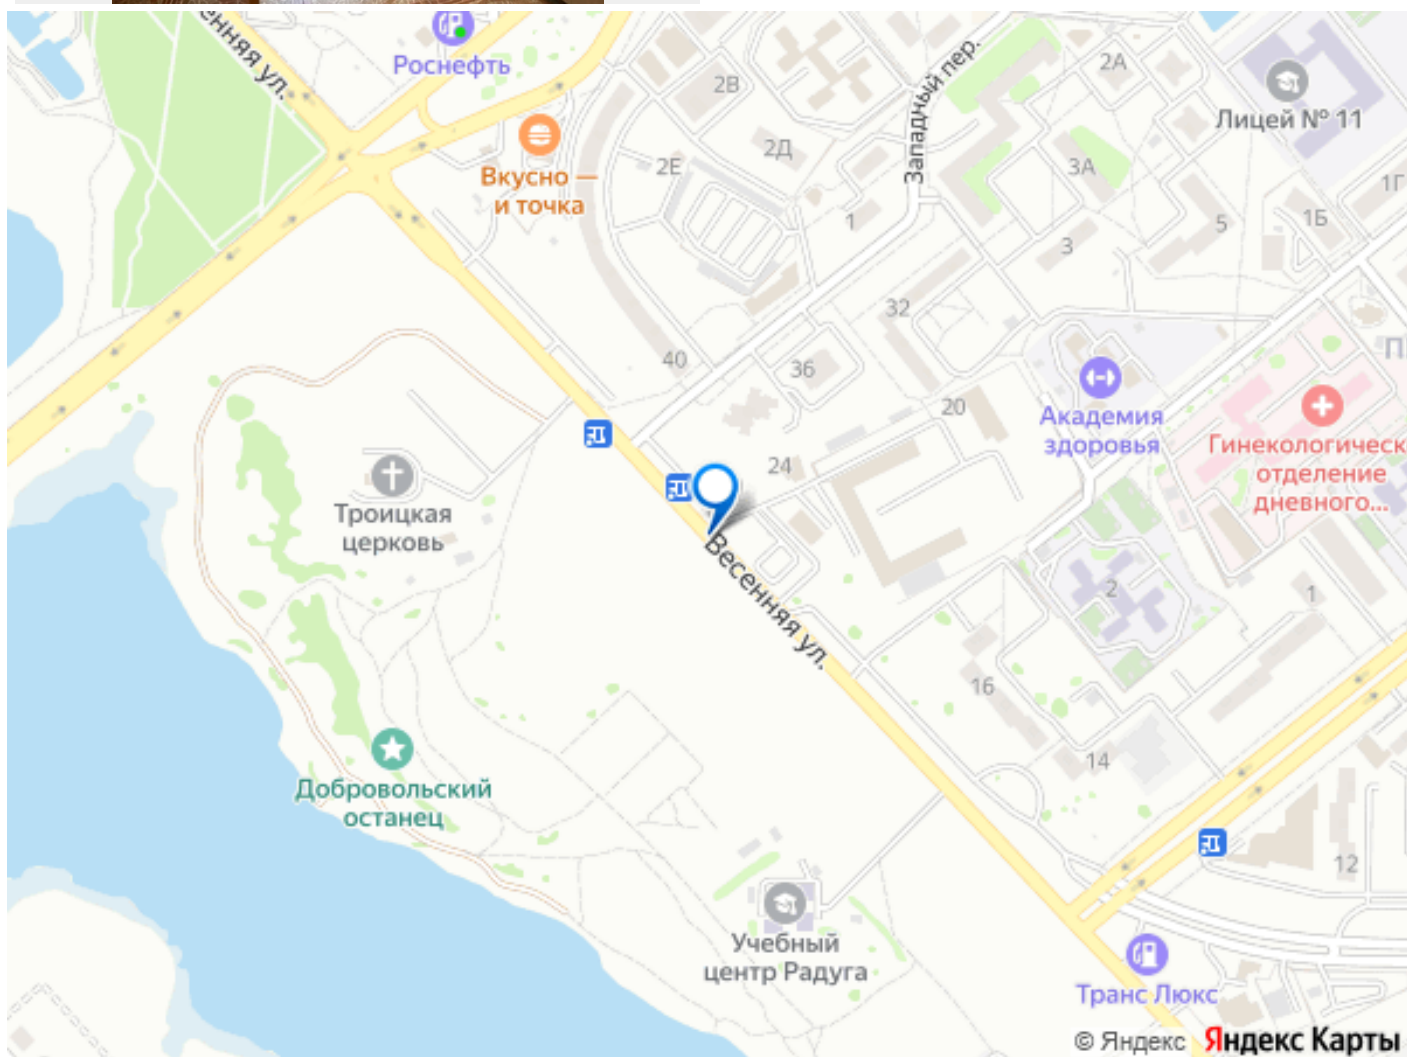 енняя ул.
Роснефть
Вкусно —
и точка
2В
2Д
2Е
1
Западный пер.
2А
Лицей № 11
3А
3
5
1Б
1Г
32
40
36
П
20
24
Академия
здоровья
Гинекологическ
отделение
дневного...
Троицкая
церковь
Весенняя ул.
2
1
16
14
Добровольский
останец
12
Учебный
центр Радуга
Транс Люкс
© Яндекс Яндекс Карты